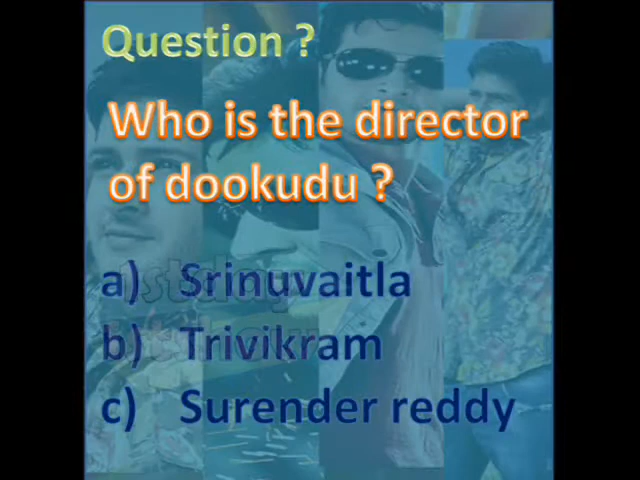 Question ?
Who is the director
of dookudu ?
a) Srinuvaitla
b) Trivikram
c) Surender reddy